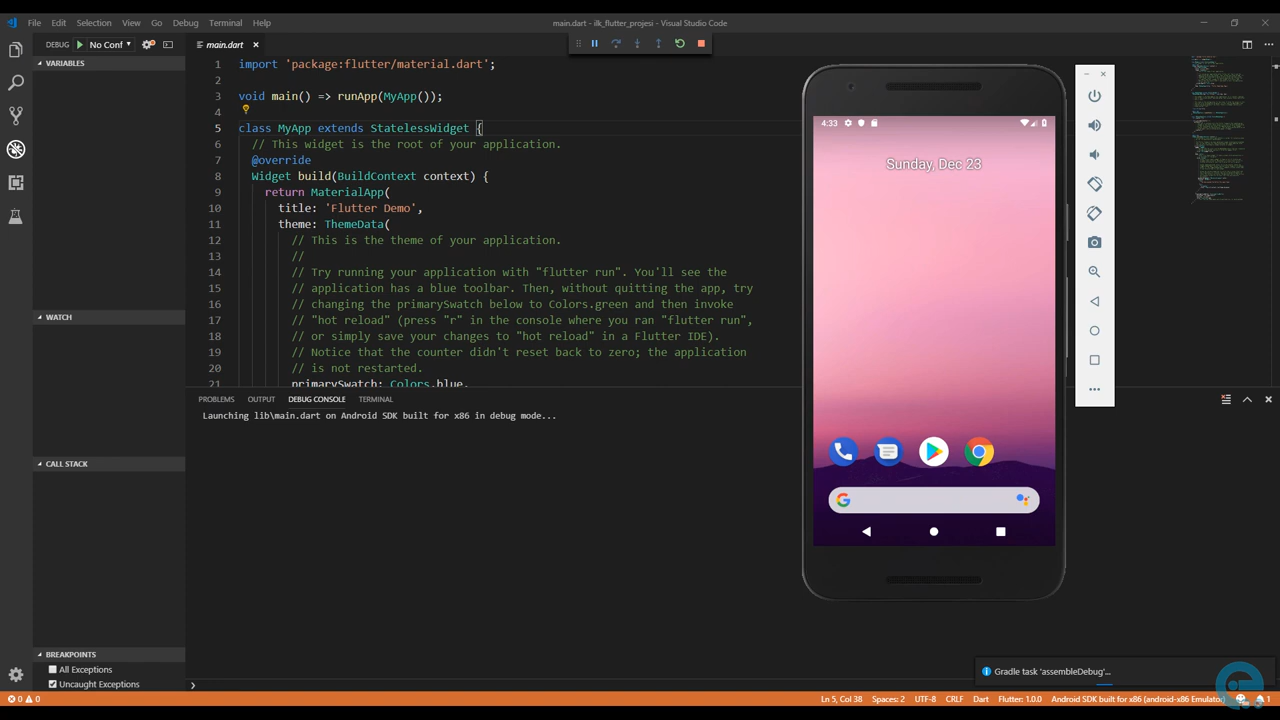 File Edit Selection View Go Debug Terminal Help
main.dart - ilk_flutter_projesi - Visual Studio Code
DEBUG No Conf
main.dart
VARIABLES
WATCH
CALL STACK
BREAKPOINTS
All Exceptions
Uncaught Exceptions
1 import 'package:flutter/material.dart';
2
3 void main() => runApp(MyApp());
4
5 class MyApp extends StatelessWidget {
6 // This widget is the root of your application.
7 @override
8 Widget build(BuildContext context) {
9 return MaterialApp(
10 title: 'Flutter Demo',
11 theme: ThemeData(
12 // This is the theme of your application.
13 //
14 // Try running your application with "flutter run". You'll see the
15 // application has a blue toolbar. Then, without quitting the app, try
16 // changing the primarySwatch below to Colors.green and then invoke
17 // "hot reload" (press "r" in the console where you ran "flutter run",
18 // or simply save your changes to "hot reload" in a Flutter IDE).
19 // Notice that the counter didn't reset back to zero; the application
20 // is not restarted.
21 primarySwatch: Colors.blue,
PROBLEMS OUTPUT DEBUG CONSOLE TERMINAL
Launching lib\main.dart on Android SDK built for x86 in debug mode...
4:33
Sunday, Dec 23
Gradle task 'assembleDebug'...
0 0
Ln 5, Col 38 Spaces: 2 UTF-8 CRLF Dart Flutter: 1.0.0 Android SDK built for x86 (android-x86 Emulator) 1